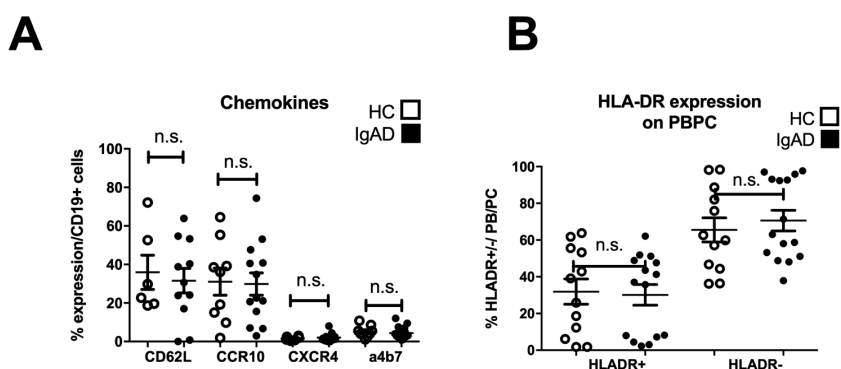 A
Chemokines
HC
IgAD
n.s.
n.s.
n.s.
n.s.
% expression/CD19+ cells
100
80
60
40
20
0
CD62L CCR10 CXCR4 a4b7
B
HLA-DR expression
on PBPC
HC
IgAD
n.s.
n.s.
% HLADR+/-/ PB/PC
100
80
60
40
20
0
HLADR+ HLADR-